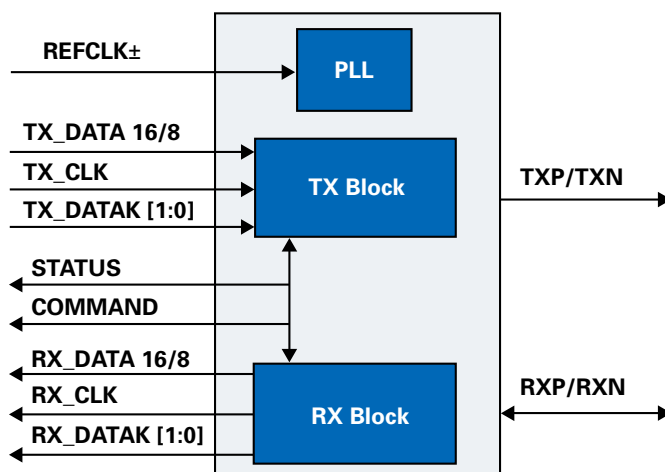 REFCLK±
PLL
TX_DATA 16/8
TX_CLK
TX_DATAK [1:0]
TX Block
TXP/TXN
STATUS
COMMAND
RX_DATA 16/8
RX_CLK
RX_DATAK [1:0]
RX Block
RXP/RXN